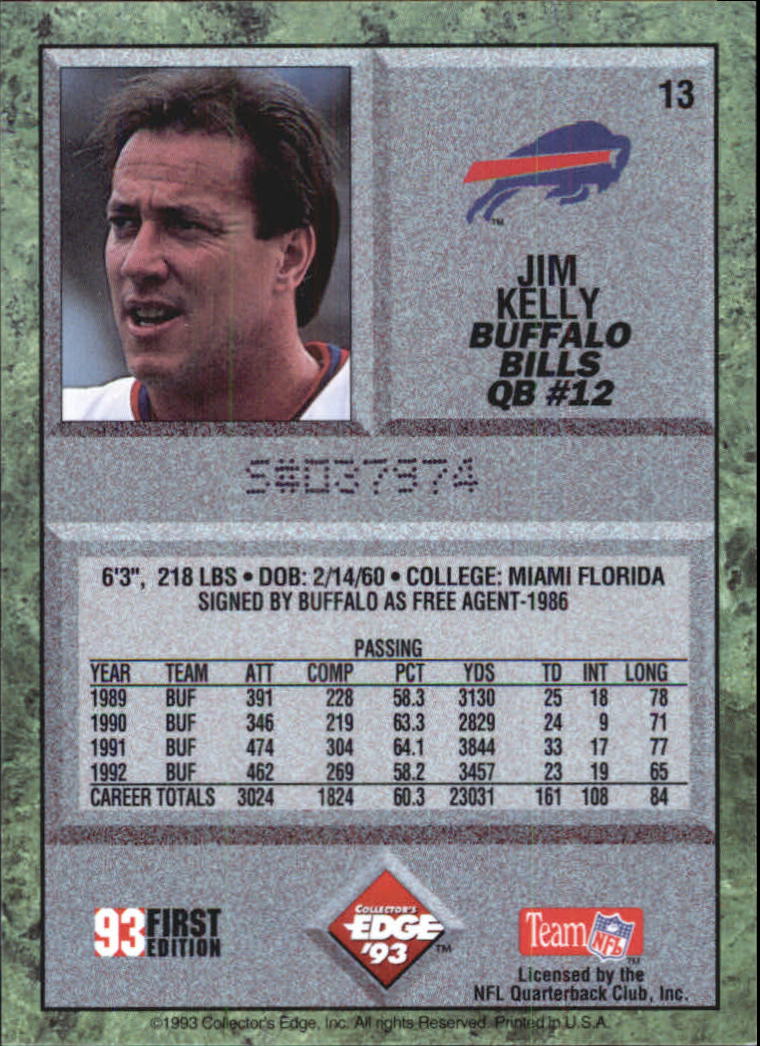 13
TM
JIM
KELLY
BUFFALO
BILLS
QB #12
S#037974
6'3", 218 LBS • DOB: 2/14/60 • COLLEGE: MIAMI FLORIDA
SIGNED BY BUFFALO AS FREE AGENT-1986
PASSING
YEAR TEAM ATT COMP PCT YDS TD INT LONG
1989 BUF 391 228 58.3 3130 25 18 78
1990 BUF 346 219 63.3 2829 24 9 71
1991 BUF 474 304 64.1 3844 33 17 77
1992 BUF 462 269 58.2 3457 23 19 65
CAREER TOTALS 3024 1824 60.3 23031 161 108 84
93 FIRST
EDITION
COLLECTOR'S
EDGE
'93
TM
Team NFL
TM
Licensed by the
NFL Quarterback Club, Inc.
©1993 Collector's Edge, Inc. All rights Reserved. Printed in U.S.A.